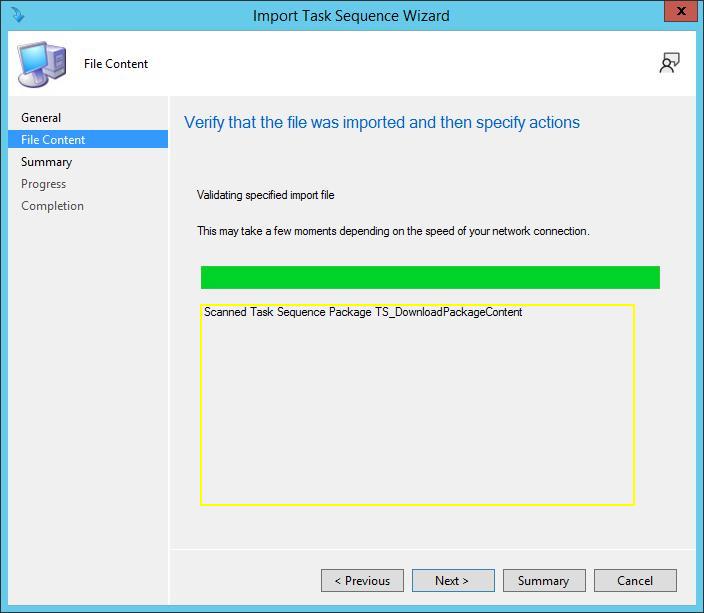 Import Task Sequence Wizard
x
File Content
General
File Content
Summary
Progress
Completion
Verify that the file was imported and then specify actions
Validating specified import file
This may take a few moments depending on the speed of your network connection.
Scanned Task Sequence Package TS_DownloadPackageContent
< Previous
Next >
Summary
Cancel